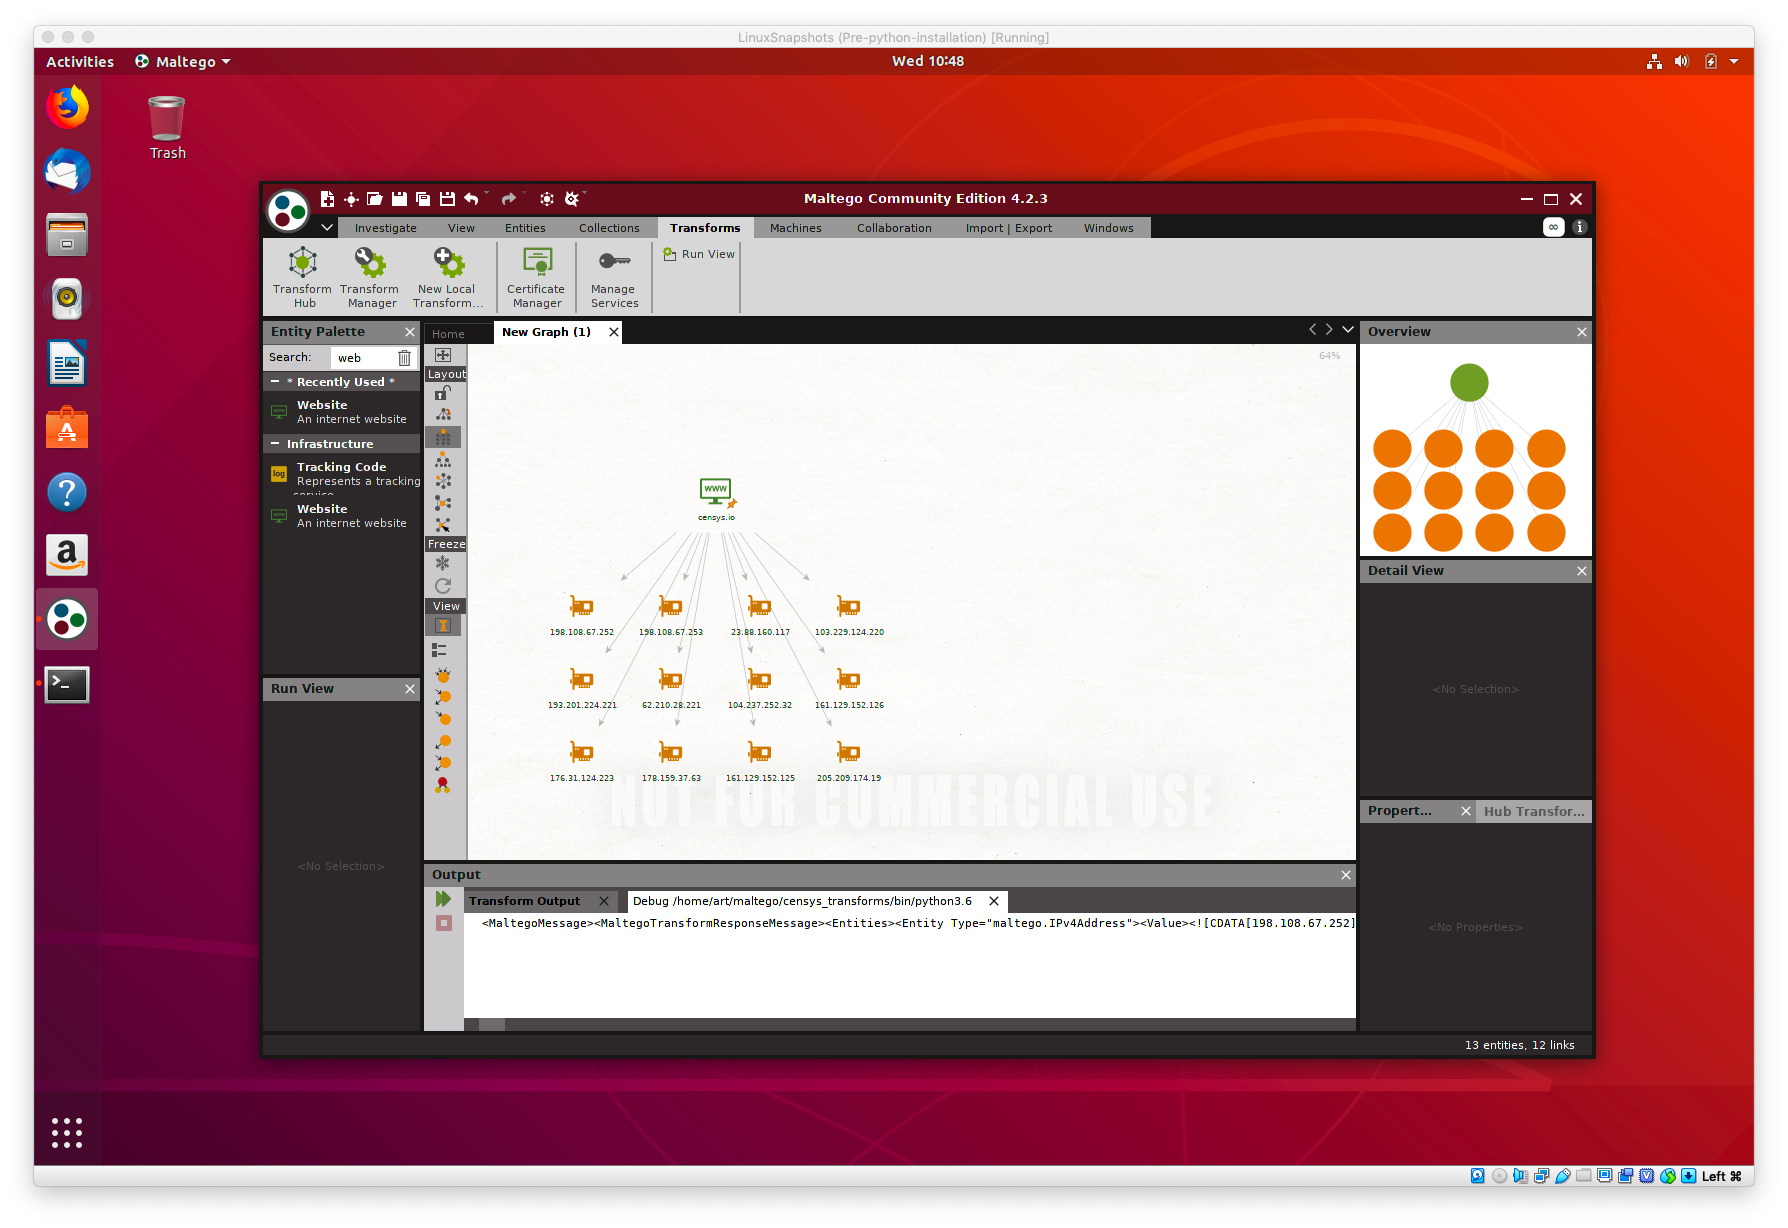 LinuxSnapshots (Pre-python-installation) [Running]
Activities
Maltego
Wed 10:48
Trash
Maltego Community Edition 4.2.3
Investigate
View
Entities
Collections
Transforms
Machines
Collaboration
Import | Export
Windows
Transform Hub
Transform Manager
New Local Transform...
Certificate Manager
Manage Services
Run View
Entity Palette
Search:
web
* Recently Used *
Website
An internet website
Infrastructure
log
Tracking Code
Represents a tracking
Website
An internet website
Run View
<No Selection>
Home
New Graph (1)
Layout
Freeze
View
64%
www
censys.io
198.108.67.252
198.108.67.253
23.88.160.117
103.229.124.220
193.201.224.221
62.210.28.221
104.237.252.32
161.129.152.126
176.31.124.223
178.159.37.63
161.129.152.125
205.209.174.19
NOT FOR COMMERCIAL USE
Output
Transform Output
Debug /home/art/maltego/censys_transforms/bin/python3.6
<MaltegoMessage><MaltegoTransformResponseMessage><Entities><Entity Type="maltego.IPv4Address"><Value><![CDATA[198.108.67.252]
Overview
Detail View
<No Selection>
Propert...
Hub Transfor...
<No Properties>
13 entities, 12 links
Left ⌘